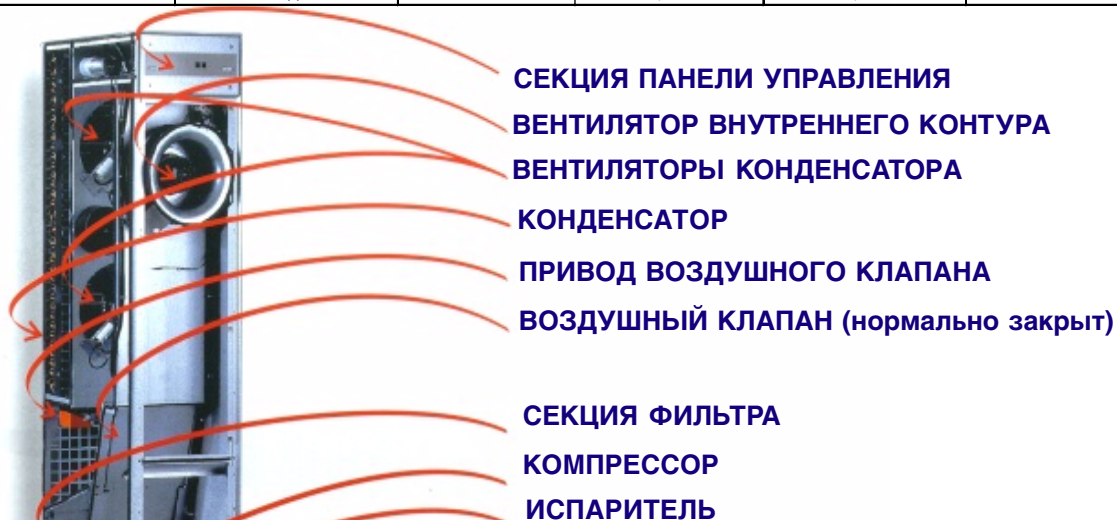 СЕКЦИЯ ПАНЕЛИ УПРАВЛЕНИЯ
ВЕНТИЛЯТОР ВНУТРЕННЕГО КОНТУРА
ВЕНТИЛЯТОРЫ КОНДЕНСАТОРА
КОНДЕНСАТОР
ПРИВОД ВОЗДУШНОГО КЛАПАНА
ВОЗДУШНЫЙ КЛАПАН (нормально закрыт)
СЕКЦИЯ ФИЛЬТРА
КОМПРЕССОР
ИСПАРИТЕЛЬ